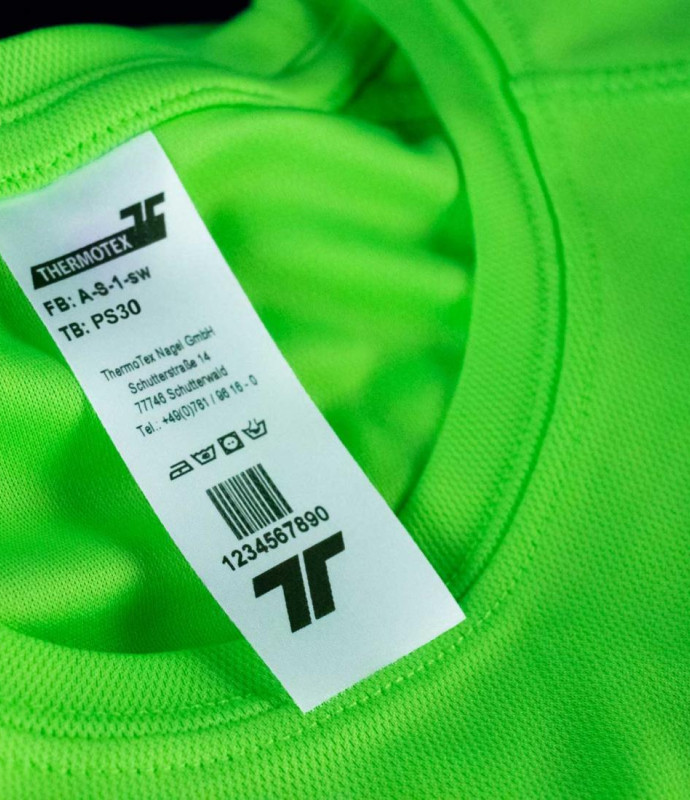 THERMOTEX
FB: A-S-1-sw
TB: PS30
ThermoTex Nagel GmbH
Schutterstraße 14
77746 Schutterwald
Tel.: +49(0)781 / 96 16 - 0
1234567890